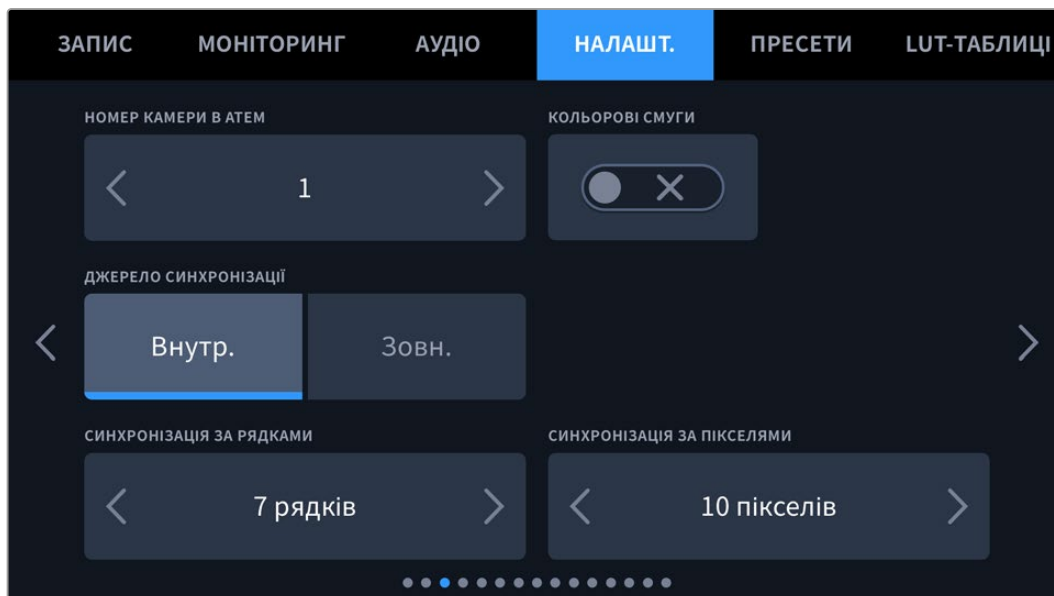 ЗАПИС МОНІТОРИНГ АУДІО НАЛАШТ. ПРЕСЕТИ LUT-ТАБЛИЦІ
НОМЕР КАМЕРИ В ATEM КОЛЬОРОВІ СМУГИ
1
ДЖЕРЕЛО СИНХРОНІЗАЦІЇ
Внутр. Зовн.
СИНХРОНІЗАЦІЯ ЗА РЯДКАМИ СИНХРОНІЗАЦІЯ ЗА ПІКСЕЛЯМИ
7 рядків 10 пікселів